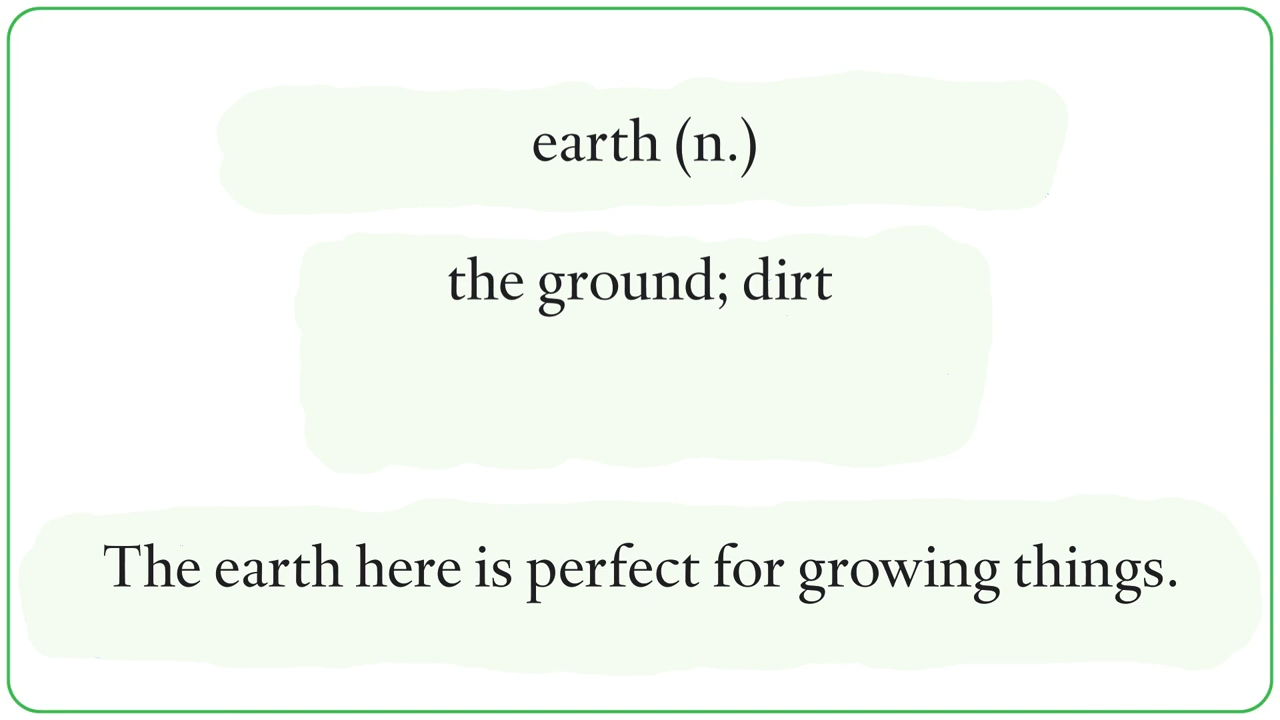 earth (n.)
the ground; dirt
The earth here is perfect for growing things.